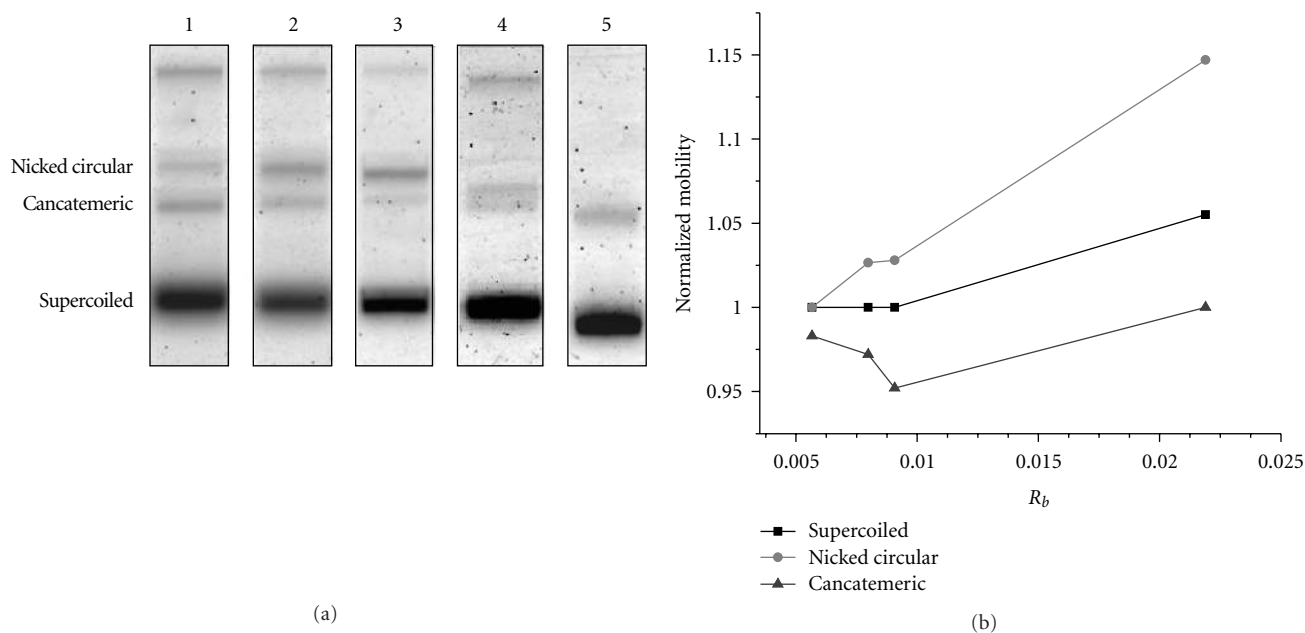 1 2 3 4 5
Nicked circular
Cancatemeric
Supercoiled
(a)
Normalized mobility
1.15
1.1
1.05
1
0.95
0.005 0.01 0.015 0.02 0.025
R_b
Supercoiled
Nicked circular
Cancatemeric
(b)